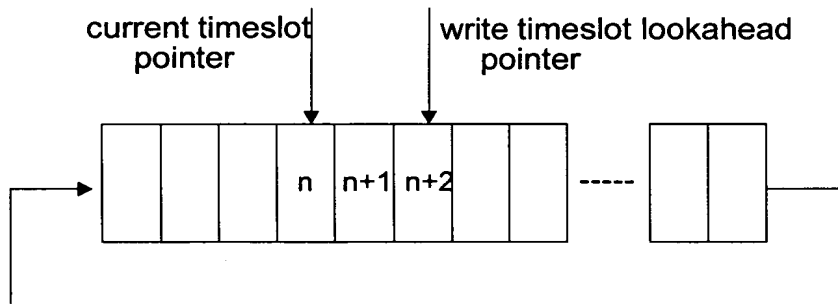 current timeslot
pointer
write timeslot lookahead
pointer
n n+1 n+2